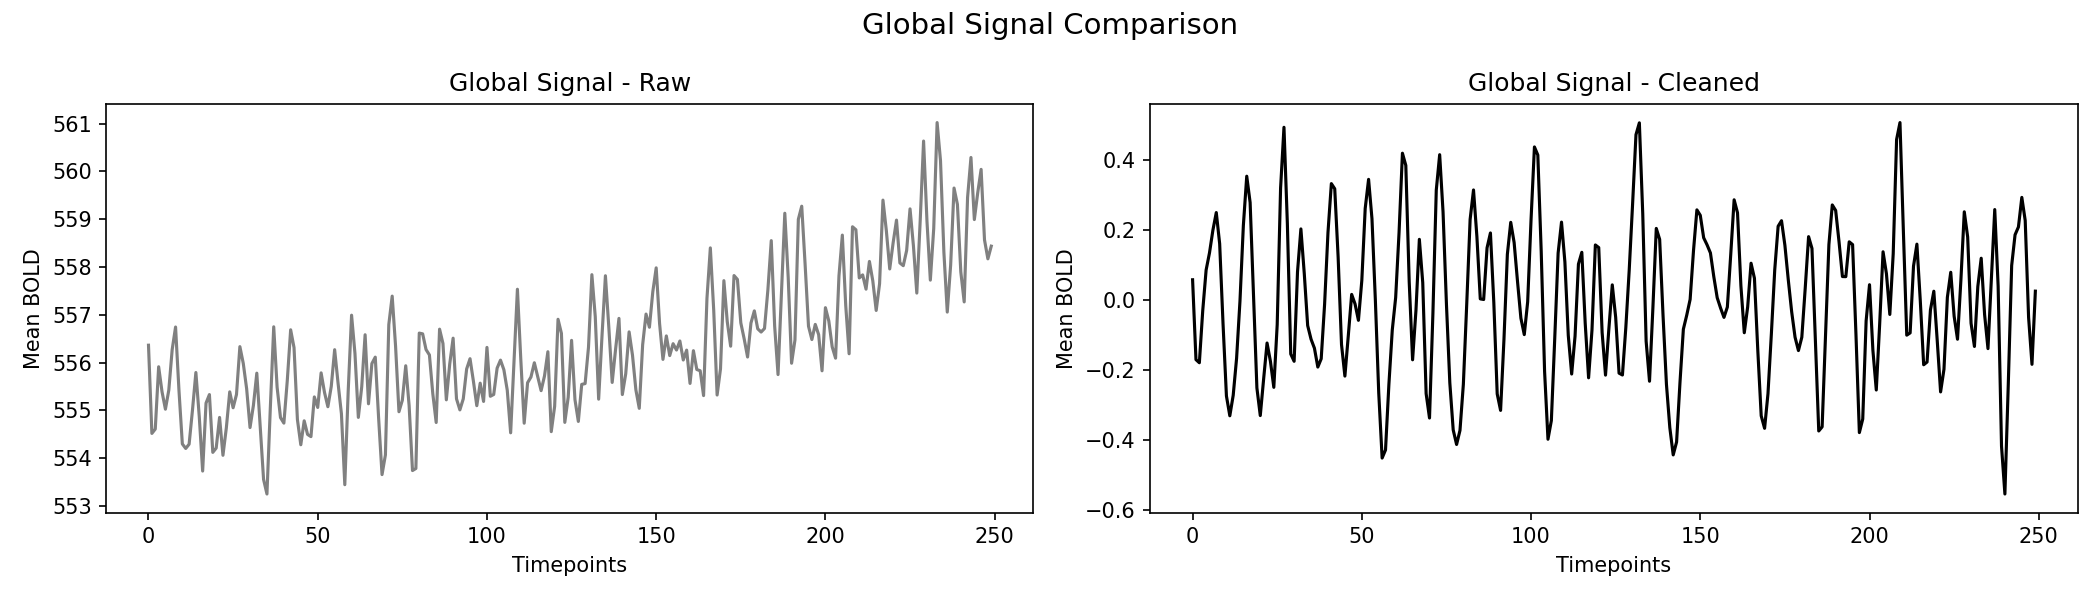 Global Signal Comparison
Global Signal - Raw
561
560
559
558
557
556
555
554
553
Mean BOLD
0 50 100 150 200 250
Timepoints
Global Signal - Cleaned
0.4
0.2
0.0
−0.2
−0.4
−0.6
Mean BOLD
0 50 100 150 200 250
Timepoints